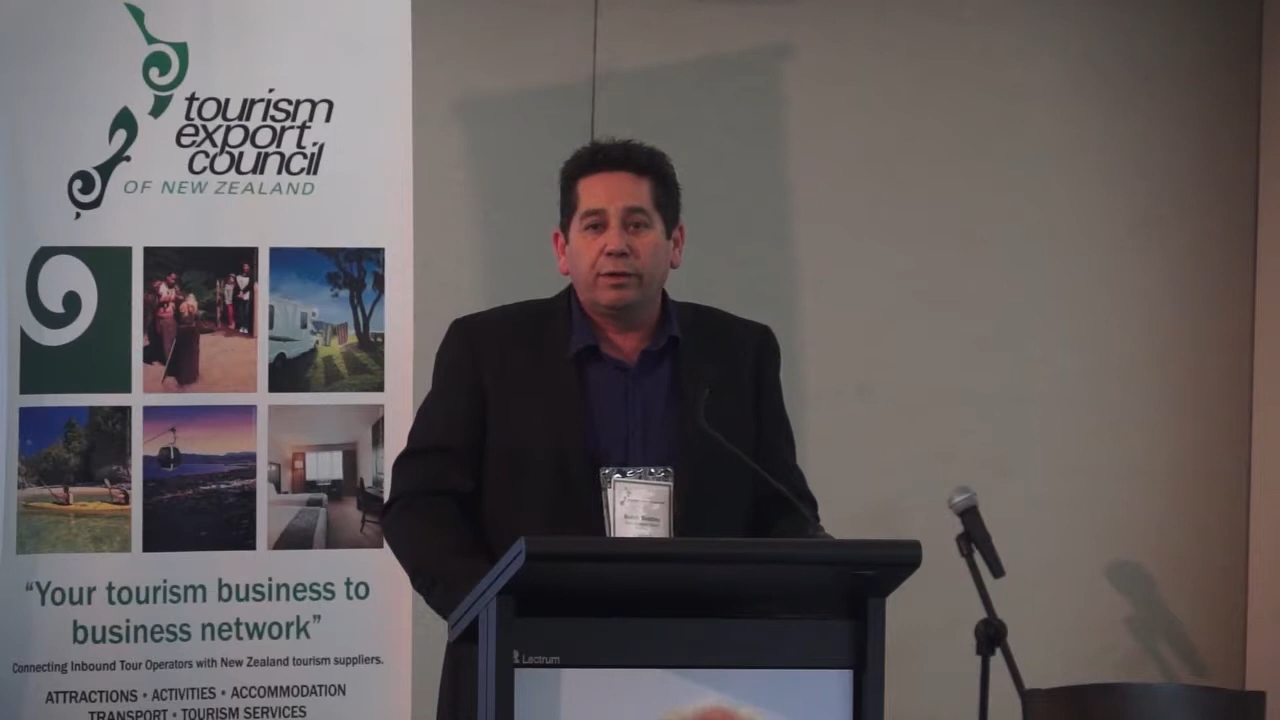 tourism
export
council
OF NEW ZEALAND
“Your tourism business to
business network”
Connecting Inbound Tour Operators with New Zealand tourism suppliers.
ATTRACTIONS • ACTIVITIES • ACCOMMODATION
TRANSPORT • TOURISM SERVICES
Lectrum